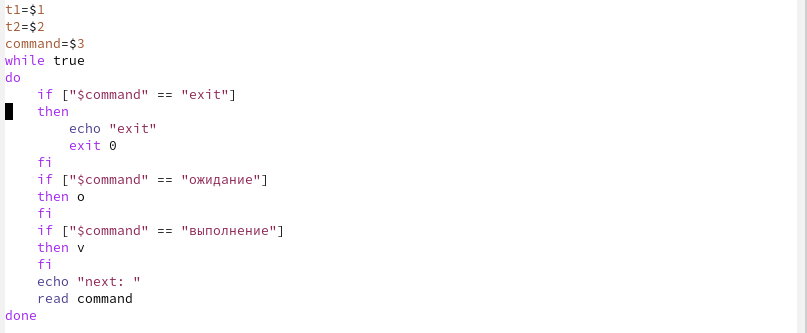 t1=$1
t2=$2
command=$3
while true
do
    if ["$command" == "exit"]
    then
        echo "exit"
        exit 0
    fi
    if ["$command" == "ожидание"]
    then o
    fi
    if ["$command" == "выполнение"]
    then v
    fi
    echo "next: "
    read command
done